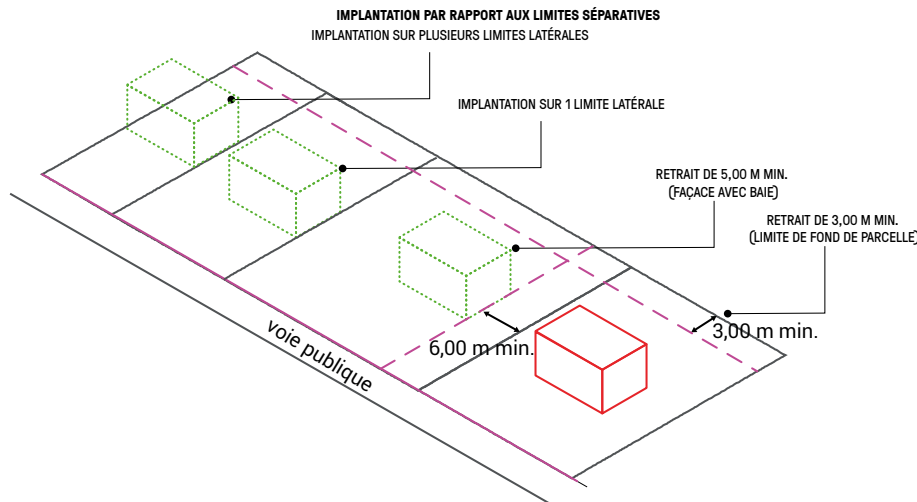 IMPLANTATION PAR RAPPORT AUX LIMITES SÉPARATIVES
IMPLANTATION SUR PLUSIEURS LIMITES LATÉRALES
IMPLANTATION SUR 1 LIMITE LATÉRALE
RETRAIT DE 5,00 M MIN.
(FAÇACE AVEC BAIE)
RETRAIT DE 3,00 M MIN.
(LIMITE DE FOND DE PARCELLE)
3,00 m min.
6,00 m min.
voie publique